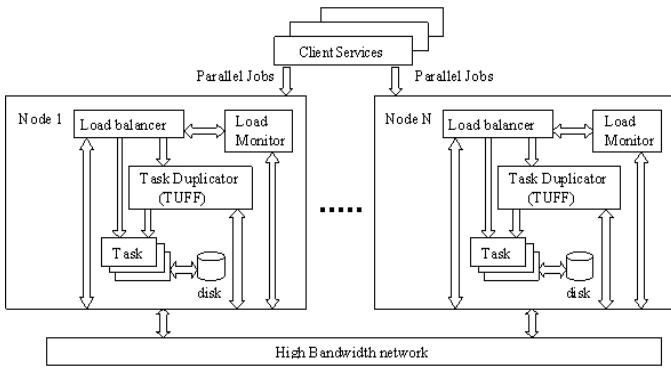 Client Services
Parallel Jobs
Parallel Jobs
Node 1
Load balancer
Load
Monitor
Task Duplicator
(TUFF)
Task
disk
Node N
Load balancer
Load
Monitor
Task Duplicator
(TUFF)
Task
disk
High Bandwidth network